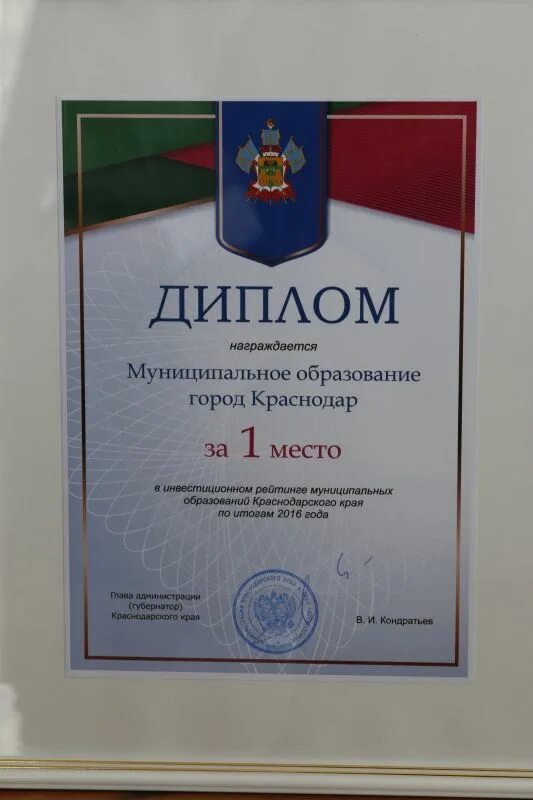 ДИПЛОМ
награждается
Муниципальное образование
город Краснодар
за 1 место
в инвестиционном рейтинге муниципальных
образований Краснодарского края
по итогам 2016 года
Глава администрации
(губернатор)
Краснодарского края
В. И. Кондратьев